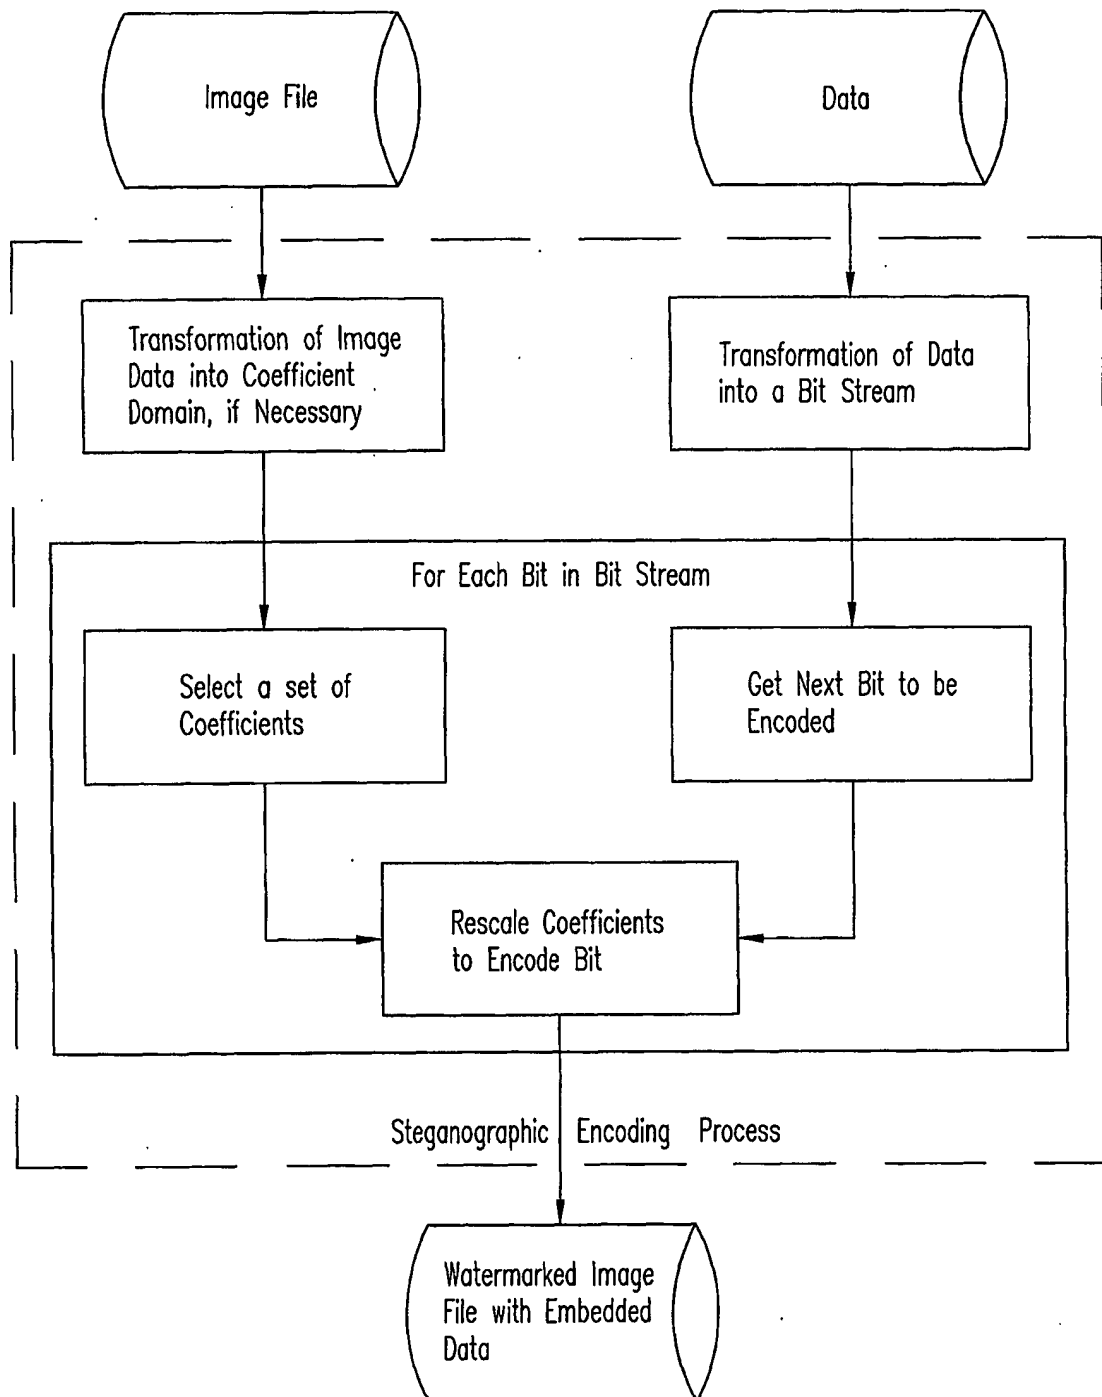 Image File
Data
Transformation of Image
Data into Coefficient
Domain, if Necessary
Transformation of Data
into a Bit Stream
For Each Bit in Bit Stream
Select a set of
Coefficients
Get Next Bit to be
Encoded
Rescale Coefficients
to Encode Bit
Steganographic Encoding Process
Watermarked Image
File with Embedded
Data